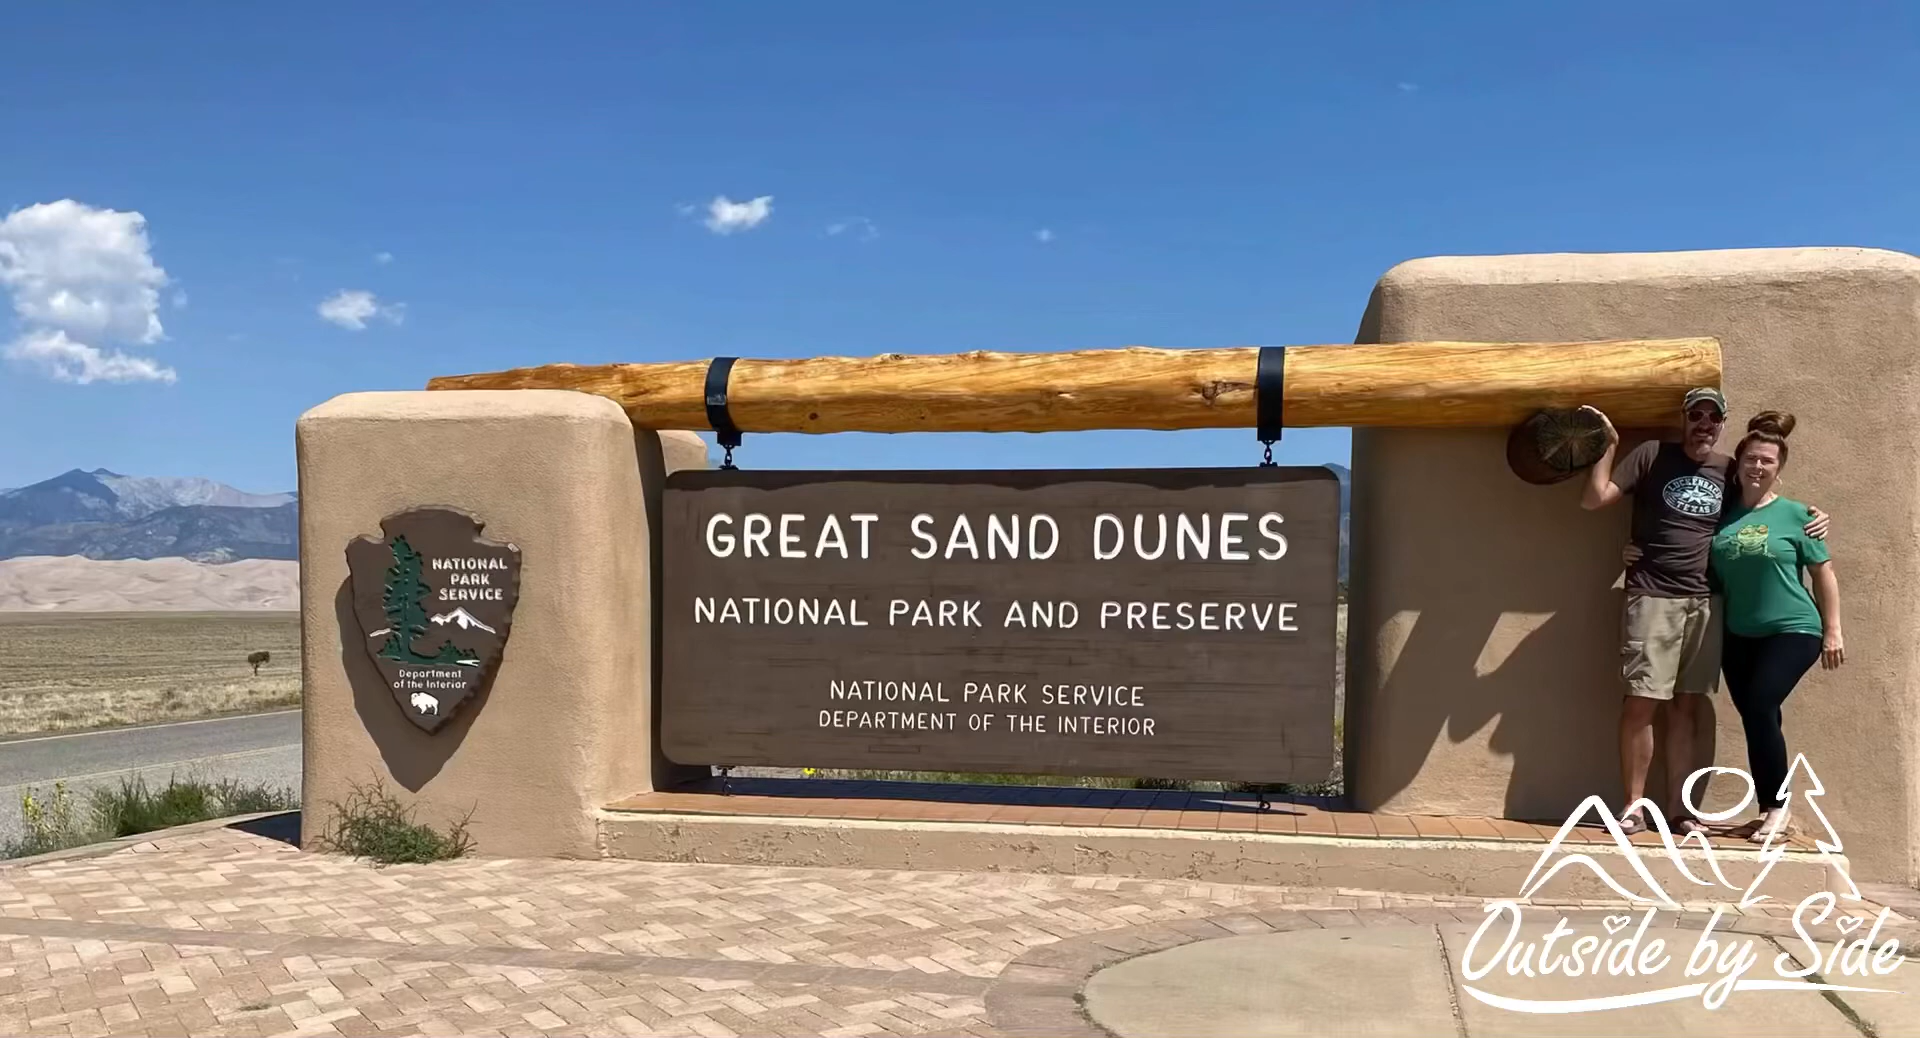 GREAT SAND DUNES
NATIONAL PARK AND PRESERVE
NATIONAL PARK SERVICE
DEPARTMENT OF THE INTERIOR
NATIONAL
PARK
SERVICE
Department
of the Interior
LUCKENBACH
TEXAS
Outside by Side